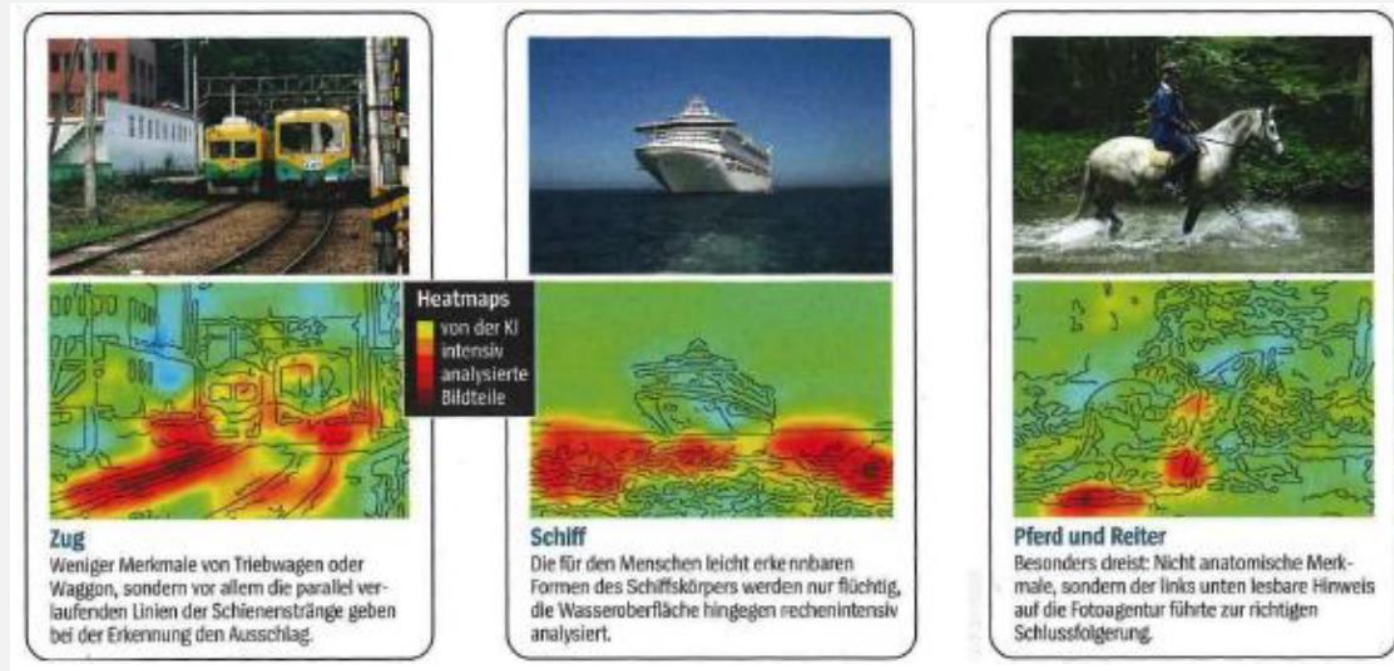 Heatmaps
von der KI
intensiv
analysierte
Bildteile
Zug
Weniger Merkmale von Triebwagen oder
Waggon, sondern vor allem die parallel ver-
laufenden Linien der Schienenstränge geben
bei der Erkennung den Ausschlag.
Schiff
Die für den Menschen leicht erkennbaren
Formen des Schiffskörpers werden nur flüchtig,
die Wasseroberfläche hingegen rechenintensiv
analysiert.
Pferd und Reiter
Besonders dreist: Nicht anatomische Merk-
male, sondern der links unten lesbare Hinweis
auf die Fotoagentur führte zur richtigen
Schlussfolgerung.